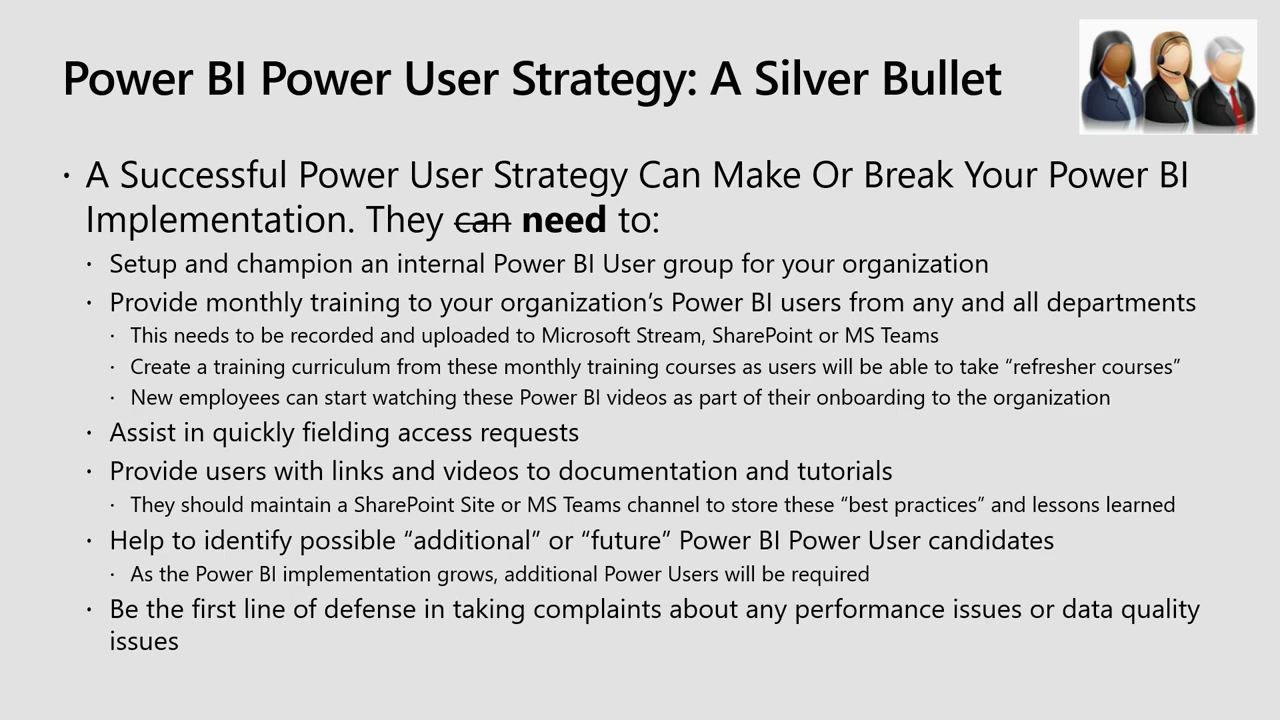 Power BI Power User Strategy: A Silver Bullet
· A Successful Power User Strategy Can Make Or Break Your Power BI
Implementation. They can need to:
· Setup and champion an internal Power BI User group for your organization
· Provide monthly training to your organization’s Power BI users from any and all departments
· This needs to be recorded and uploaded to Microsoft Stream, SharePoint or MS Teams
· Create a training curriculum from these monthly training courses as users will be able to take “refresher courses”
· New employees can start watching these Power BI videos as part of their onboarding to the organization
· Assist in quickly fielding access requests
· Provide users with links and videos to documentation and tutorials
· They should maintain a SharePoint Site or MS Teams channel to store these “best practices” and lessons learned
· Help to identify possible “additional” or “future” Power BI Power User candidates
· As the Power BI implementation grows, additional Power Users will be required
· Be the first line of defense in taking complaints about any performance issues or data quality
issues